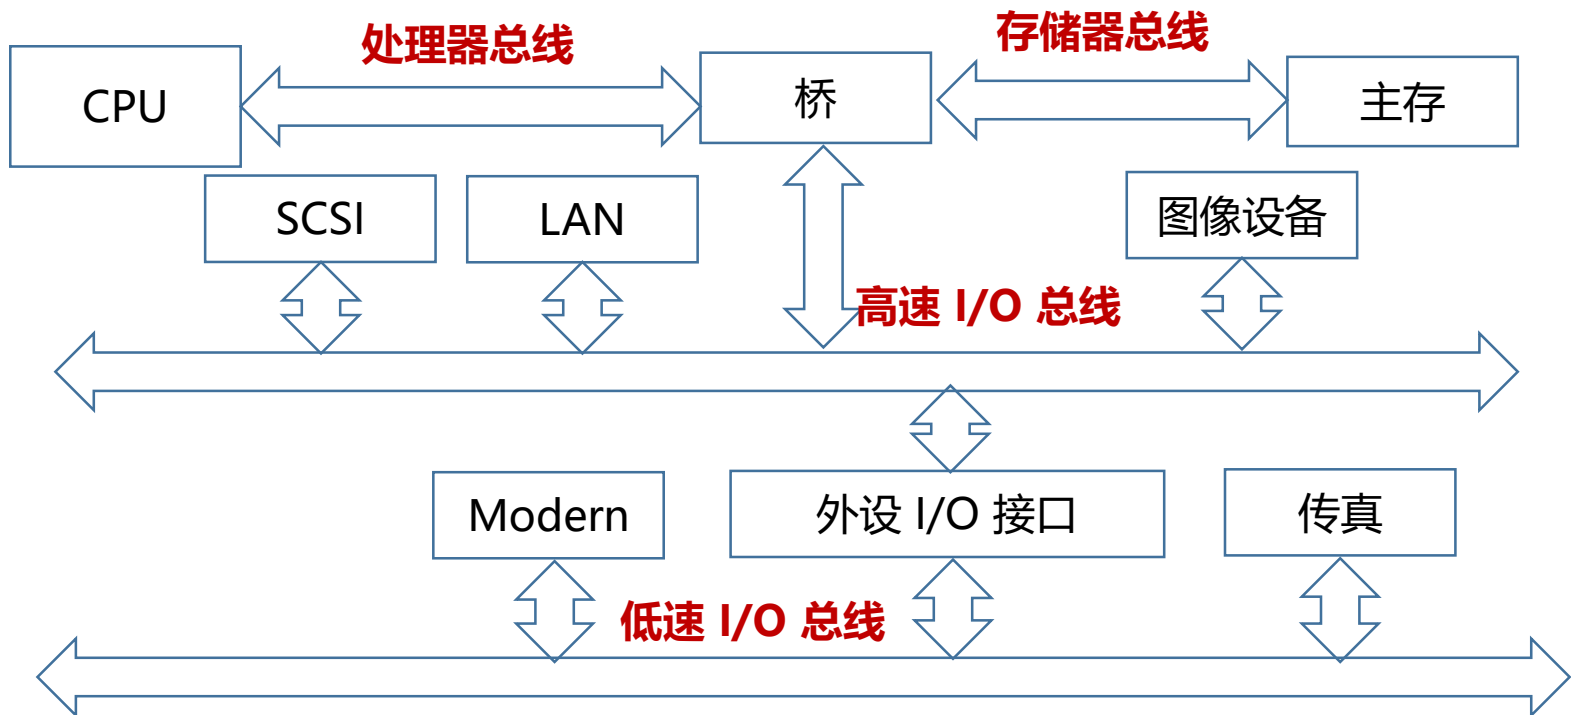 处理器总线
存储器总线
CPU
桥
主存
SCSI
LAN
图像设备
高速 I/O 总线
Modern
外设 I/O 接口
传真
低速 I/O 总线